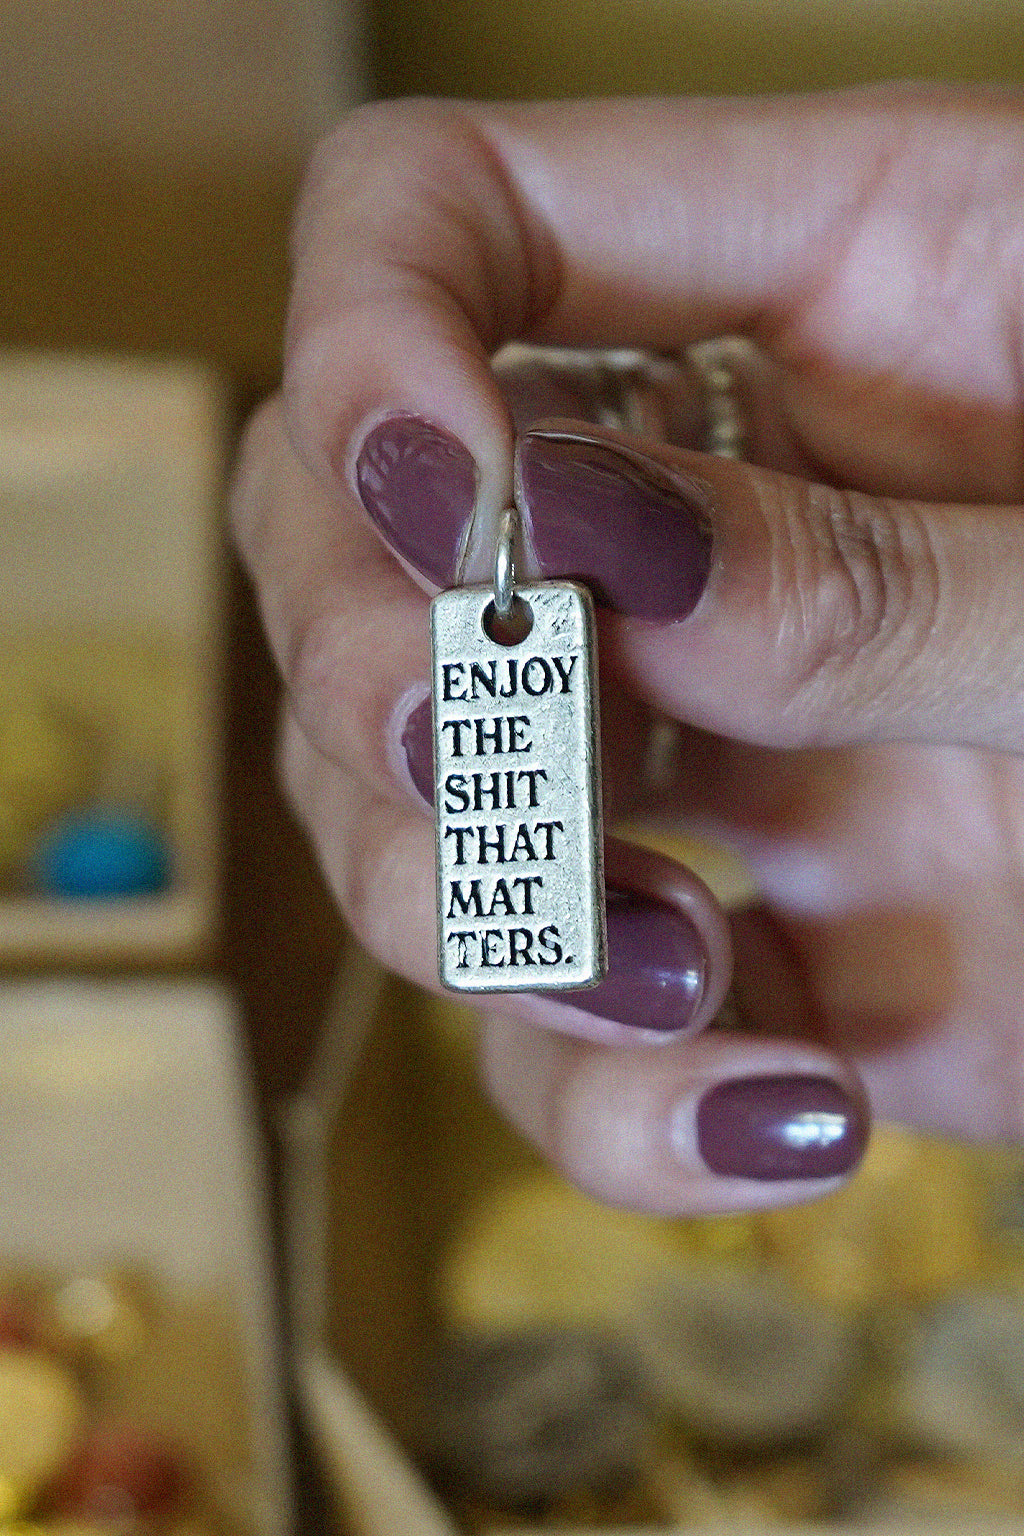 ENJOY
THE
SHIT
THAT
MAT
TERS.